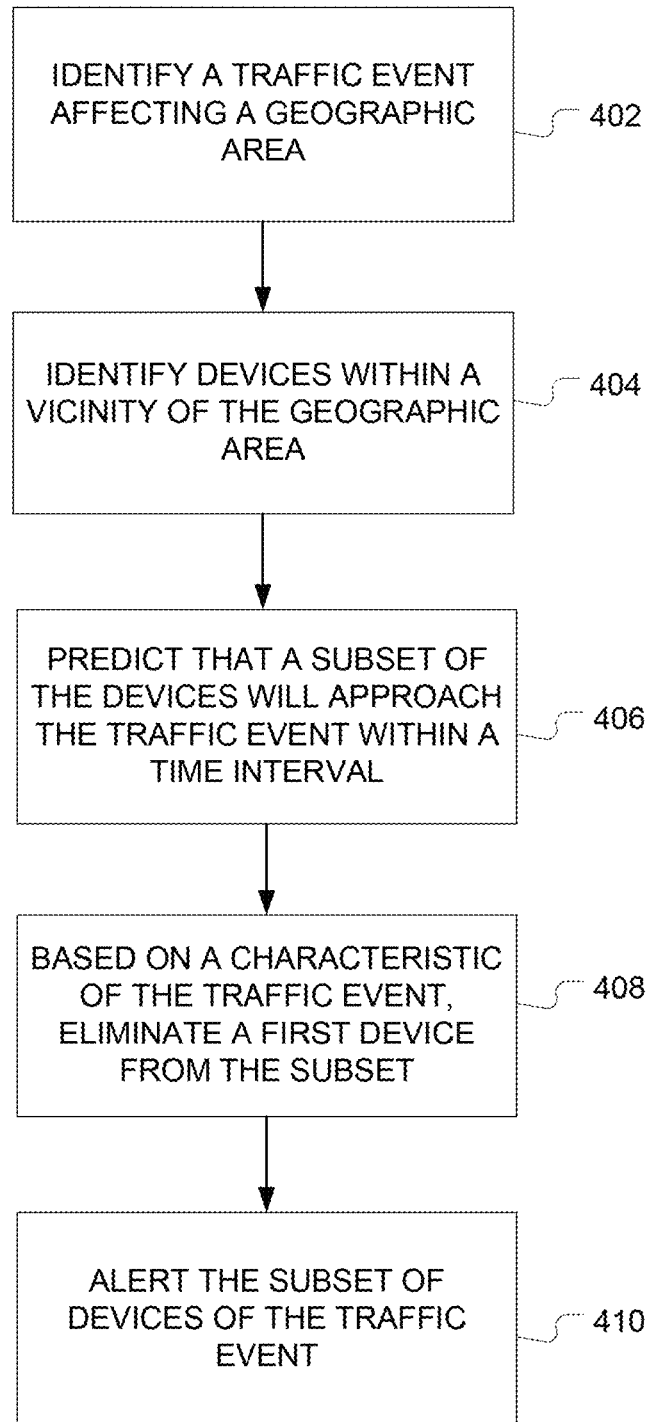 IDENTIFY A TRAFFIC EVENT
AFFECTING A GEOGRAPHIC
AREA
402
IDENTIFY DEVICES WITHIN A
VICINITY OF THE GEOGRAPHIC
AREA
404
PREDICT THAT A SUBSET OF
THE DEVICES WILL APPROACH
THE TRAFFIC EVENT WITHIN A
TIME INTERVAL
406
BASED ON A CHARACTERISTIC
OF THE TRAFFIC EVENT,
ELIMINATE A FIRST DEVICE
FROM THE SUBSET
408
ALERT THE SUBSET OF
DEVICES OF THE TRAFFIC
EVENT
410